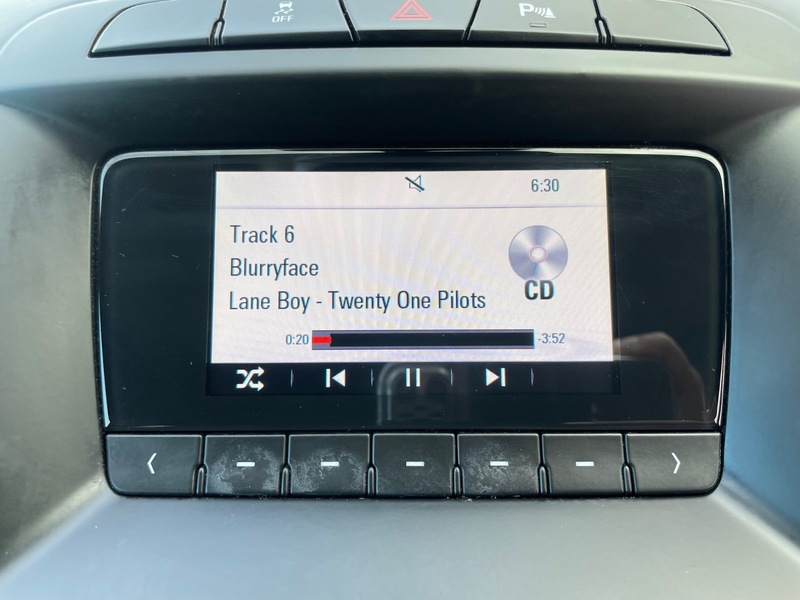 OFF
P
6:30
Track 6
Blurryface
Lane Boy - Twenty One Pilots
CD
0:20 -3:52